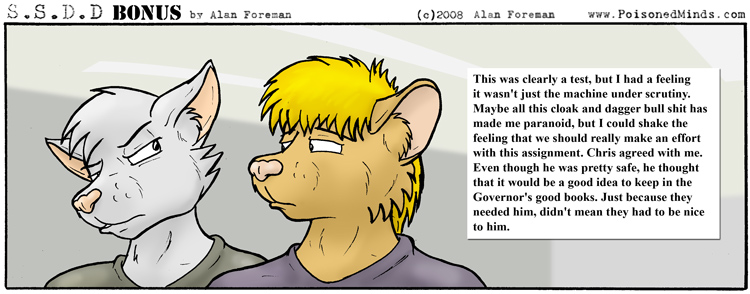 S.S.D.D BONUS by Alan Foreman (c)2008 Alan Foreman www.PoisonedMinds.com
This was clearly a test, but I had a feeling
it wasn't just the machine under scrutiny.
Maybe all this cloak and dagger bull shit has
made me paranoid, but I could shake the
feeling that we should really make an effort
with this assignment. Chris agreed with me.
Even though he was pretty safe, he thought
that it would be a good idea to keep in the
Governor's good books. Just because they
needed him, didn't mean they had to be nice
to him.